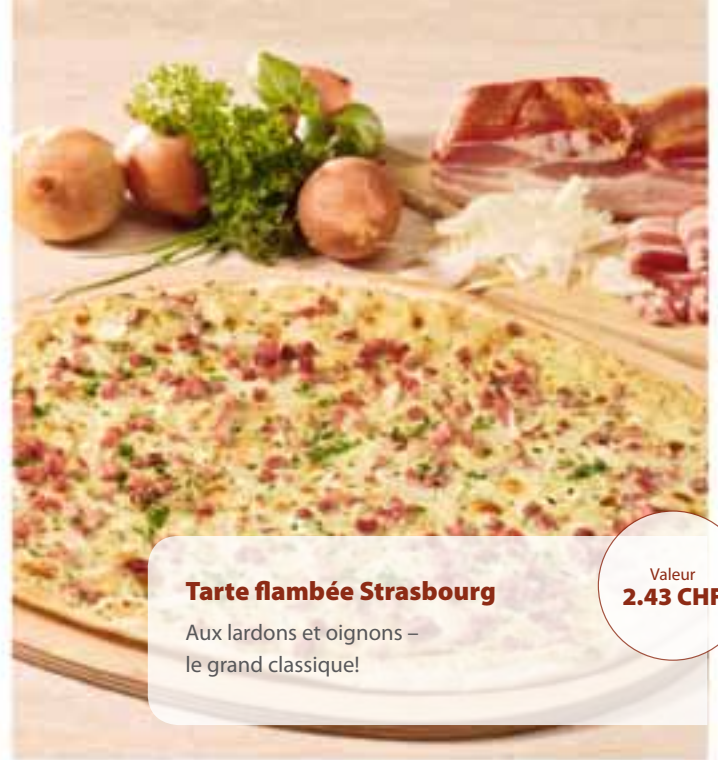 Tarte flambée Strasbourg
Aux lardons et oignons –
le grand classique!
Valeur
2.43 CHF